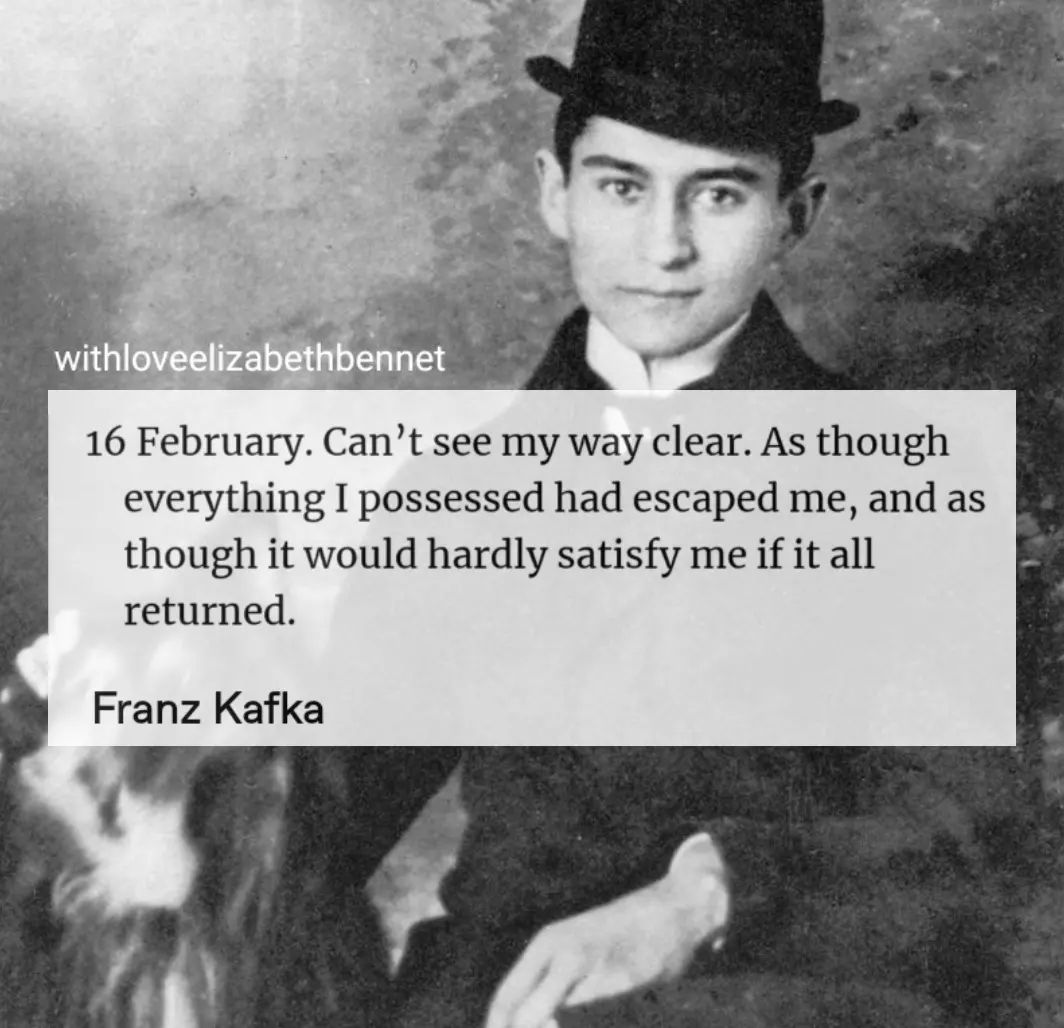 withloveelizabethbennet
16 February. Can’t see my way clear. As though
everything I possessed had escaped me, and as
though it would hardly satisfy me if it all
returned.
Franz Kafka